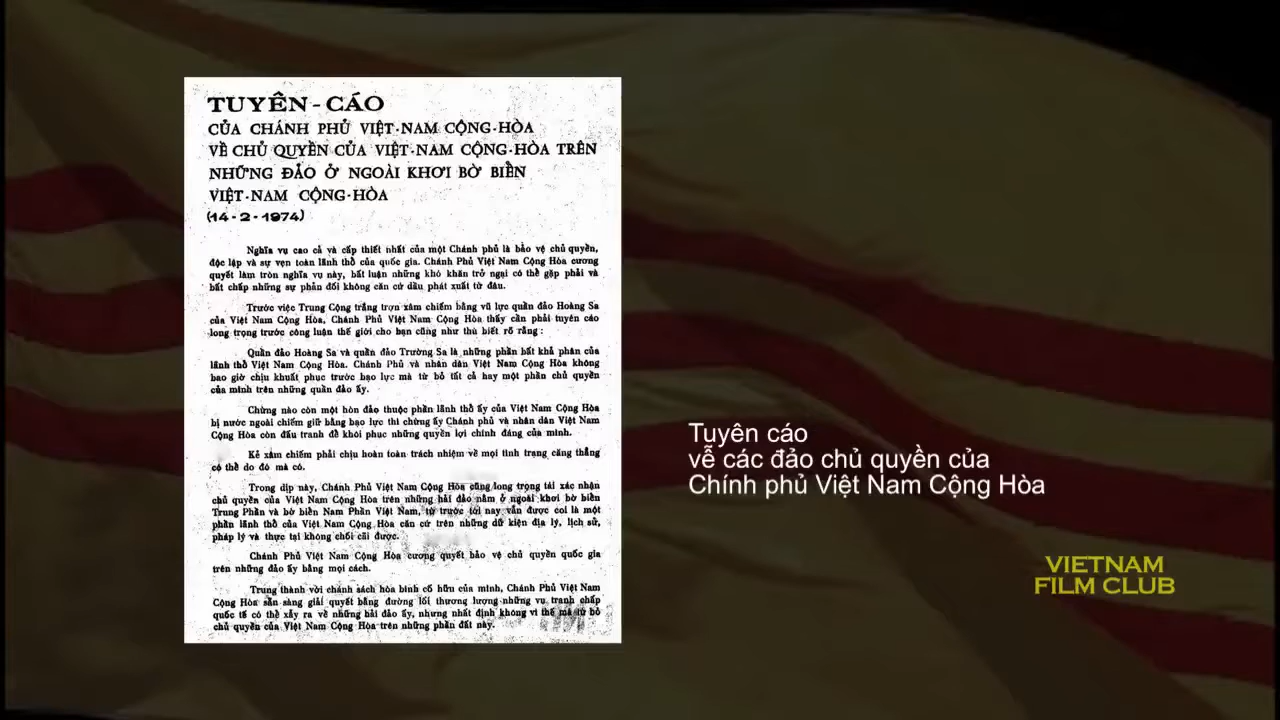 TUYÊN - CÁO
CỦA CHÁNH PHỦ VIỆT-NAM CỘNG-HÒA
VỀ CHỦ QUYỀN CỦA VIỆT-NAM CỘNG-HÒA TRÊN
NHỮNG ĐẢO Ở NGOÀI KHƠI BỜ BIỂN
VIỆT-NAM CỘNG-HÒA
(14-2-1974)
Nghĩa vụ cao cả và cấp thiết nhất của một Chánh phủ là bảo vệ chủ quyền,
độc lập và sự vẹn toàn lãnh thổ của quốc gia. Chánh Phủ Việt Nam Cộng Hòa cương
quyết làm tròn nghĩa vụ này, bất luận những khó khăn trở ngại có thể gặp phải và
bất chấp những sự phản đối không căn cứ dầu phát xuất từ đâu.
Trước việc Trung Cộng trắng trợn xâm chiếm bằng vũ lực quần đảo Hoàng Sa
của Việt Nam Cộng Hòa, Chánh Phủ Việt Nam Cộng Hòa thấy cần phải tuyên cáo
long trọng trước công luận thế giới cho bạn cũng như thù biết rõ rằng :
Quần đảo Hoàng Sa và quần đảo Trường Sa là những phần bất khả phân của
lãnh thổ Việt Nam Cộng Hòa. Chánh Phủ và nhân dân Việt Nam Cộng Hòa không
bao giờ chịu khuất phục trước bạo lực mà từ bỏ tất cả hay một phần chủ quyền
của mình trên những quần đảo ấy.
Chừng nào còn một hòn đảo thuộc phần lãnh thổ ấy của Việt Nam Cộng Hòa
bị nước ngoài chiếm giữ bằng bạo lực thì chừng ấy Chánh phủ và nhân dân Việt Nam
Cộng Hòa còn đấu tranh để khôi phục những quyền lợi chính đáng của mình.
Kẻ xâm chiếm phải chịu hoàn toàn trách nhiệm về mọi tình trạng căng thẳng
có thể do đó mà có.
Trong dịp này, Chánh Phủ Việt Nam Cộng Hòa cũng long trọng tái xác nhận
chủ quyền của Việt Nam Cộng Hòa trên những hải đảo nằm ở ngoài khơi bờ biển
Trung Phần và bờ biển Nam Phần Việt Nam, từ trước tới nay vẫn được coi là một
phần lãnh thổ của Việt Nam Cộng Hòa căn cứ trên những dữ kiện địa lý, lịch sử,
pháp lý và thực tại không chối cãi được.
Chánh Phủ Việt Nam Cộng Hòa cương quyết bảo vệ chủ quyền quốc gia
trên những đảo ấy bằng mọi cách.
Trung thành với chánh sách hòa bình cố hữu của mình, Chánh Phủ Việt Nam
Cộng Hòa sẵn sàng giải quyết bằng đường lối thương lượng những vụ tranh chấp
quốc tế có thể xảy ra về những hải đảo ấy, nhưng nhất định không vì thế mà từ bỏ
chủ quyền của Việt Nam Cộng Hòa trên những phần đất này.
Tuyên cáo
vễ các đảo chủ quyền của
Chính phủ Việt Nam Cộng Hòa
VIETNAM
FILM CLUB